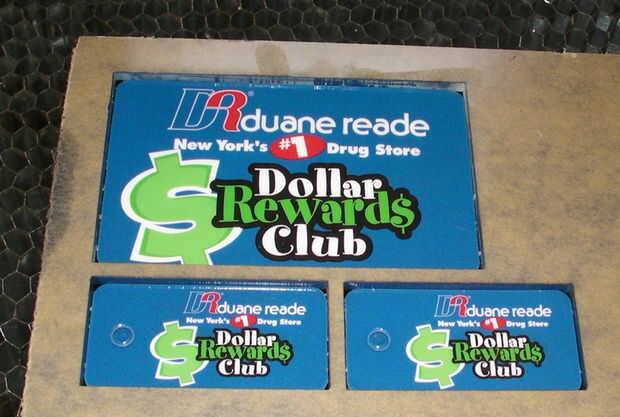 DR duane reade
New York's #1 Drug Store
$ Dollar
Reward$
Club
DR duane reade
New York's #1 Drug Store
$ Dollar
Reward$
Club
DR duane reade
New York's #1 Drug Store
$ Dollar
Reward$
Club